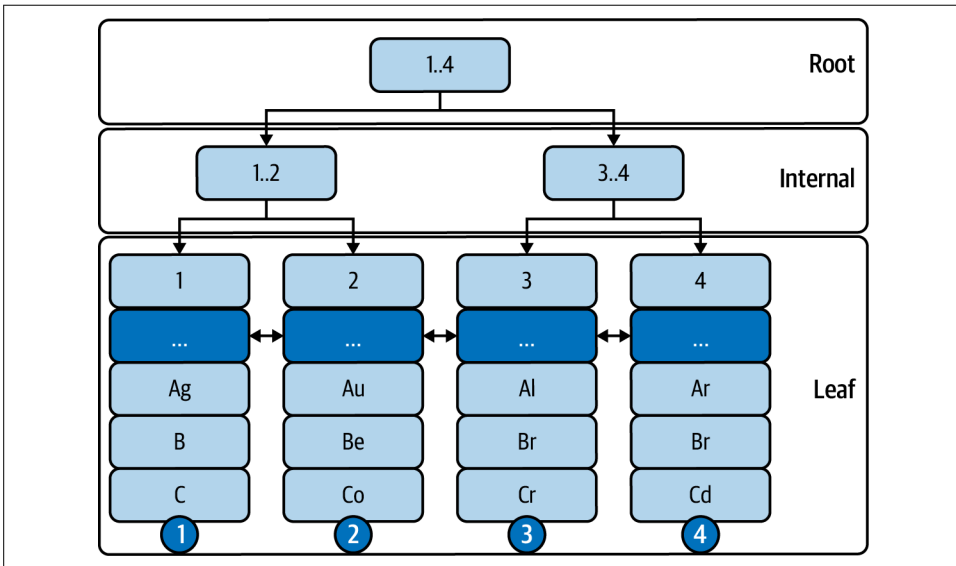 1..4
Root
1..2
3..4
Internal
1 2 3 4
... ... ... ...
Ag Au Al Ar
Leaf
B Be Br Br
C Co Cr Cd
1 2 3 4